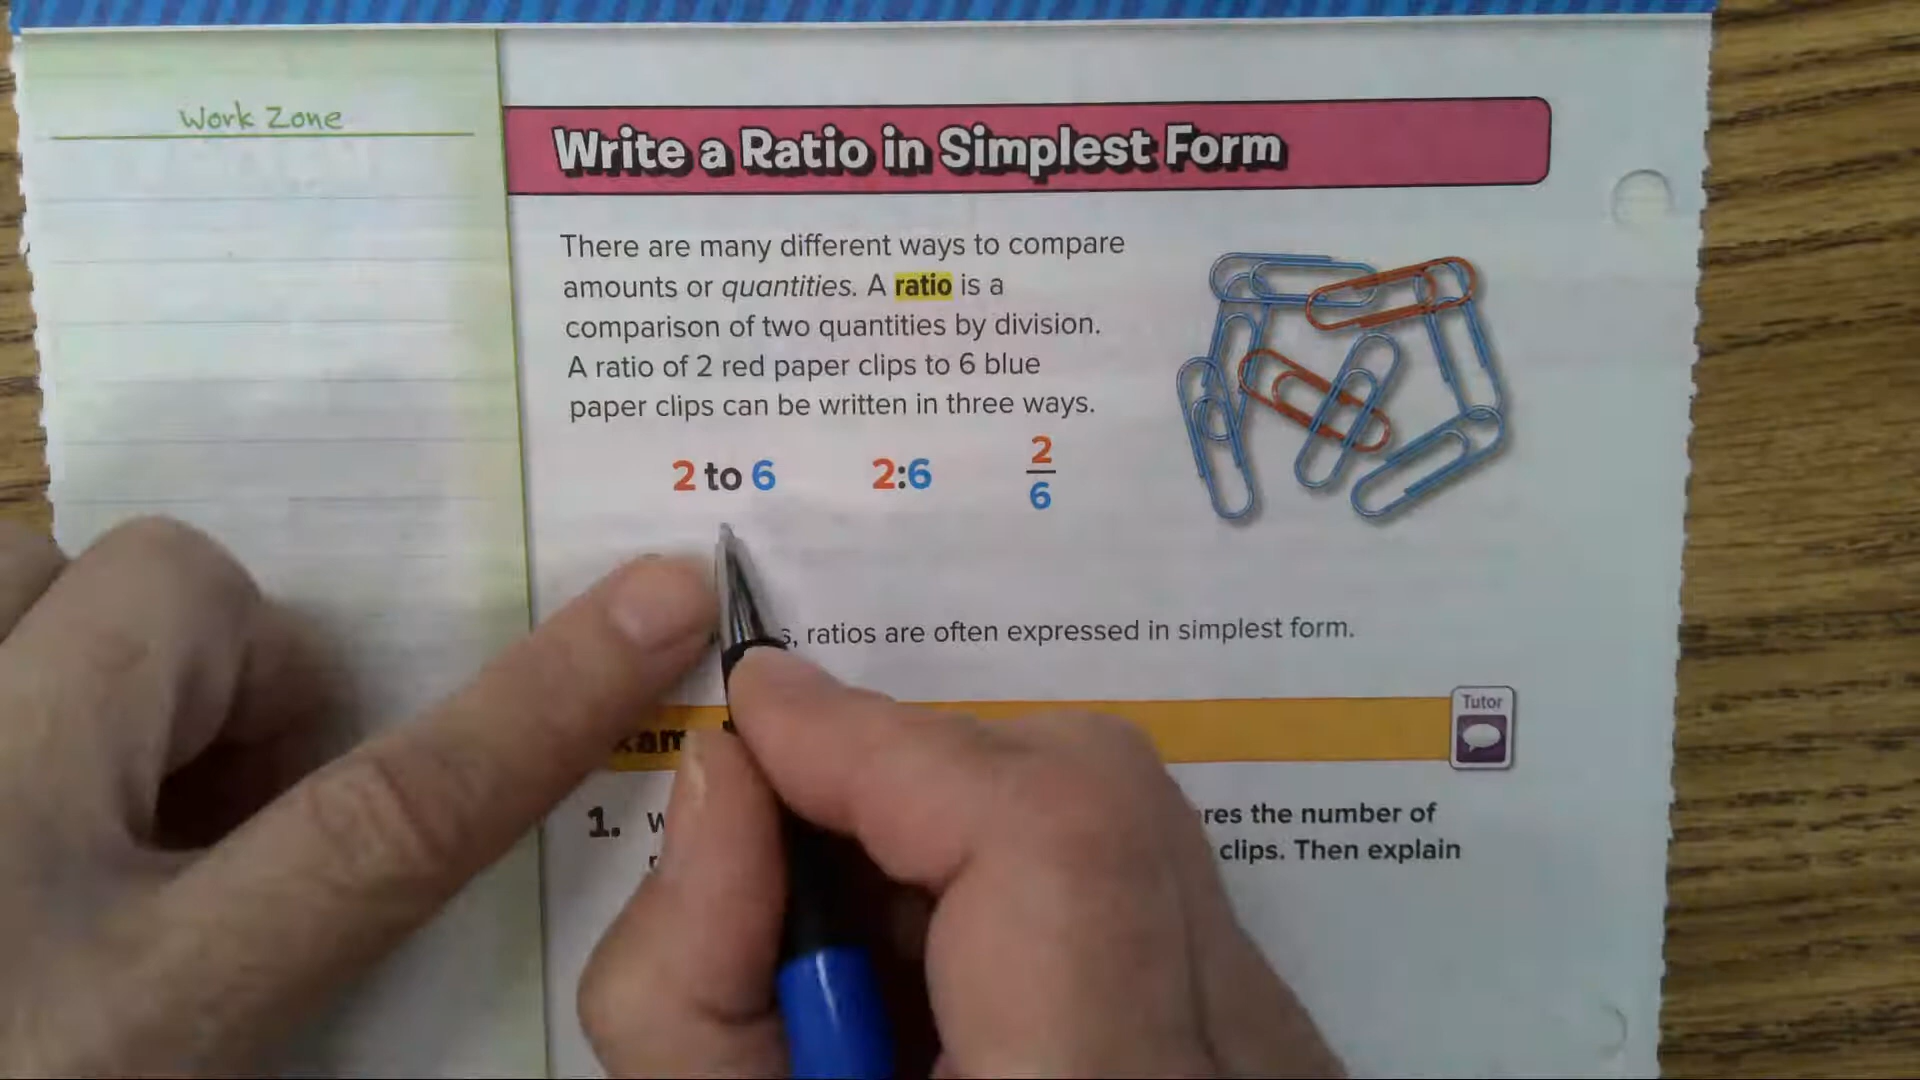 Work Zone
Write a Ratio in Simplest Form
There are many different ways to compare
amounts or quantities. A ratio is a
comparison of two quantities by division.
A ratio of 2 red paper clips to 6 blue
paper clips can be written in three ways.
2 to 6 2:6 2/6
ratios are often expressed in simplest form.
Tutor
1.
the number of
clips. Then explain